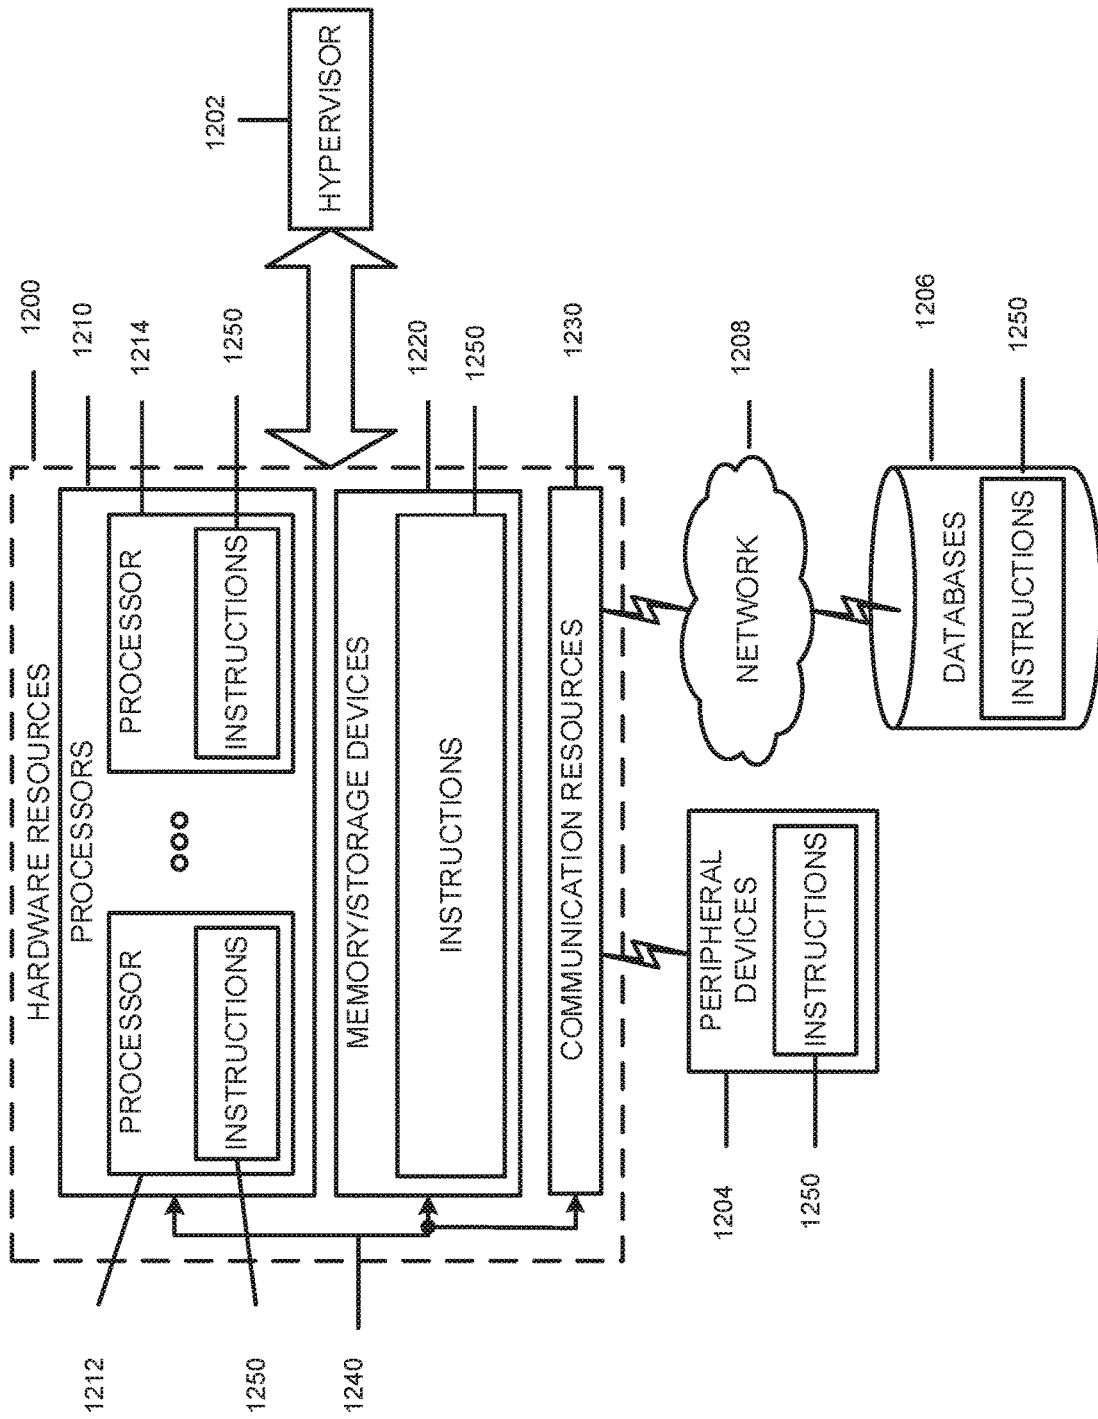 HARDWARE RESOURCES
1200
PROCESSORS
1210
PROCESSOR
PROCESSOR
1214
1212
INSTRUCTIONS
INSTRUCTIONS
1250
1250
HYPERVISOR
1202
MEMORY/STORAGE DEVICES
1220
INSTRUCTIONS
1250
1240
COMMUNICATION RESOURCES
1230
PERIPHERAL
DEVICES
1204
INSTRUCTIONS
1250
NETWORK
1208
DATABASES
1206
INSTRUCTIONS
1250